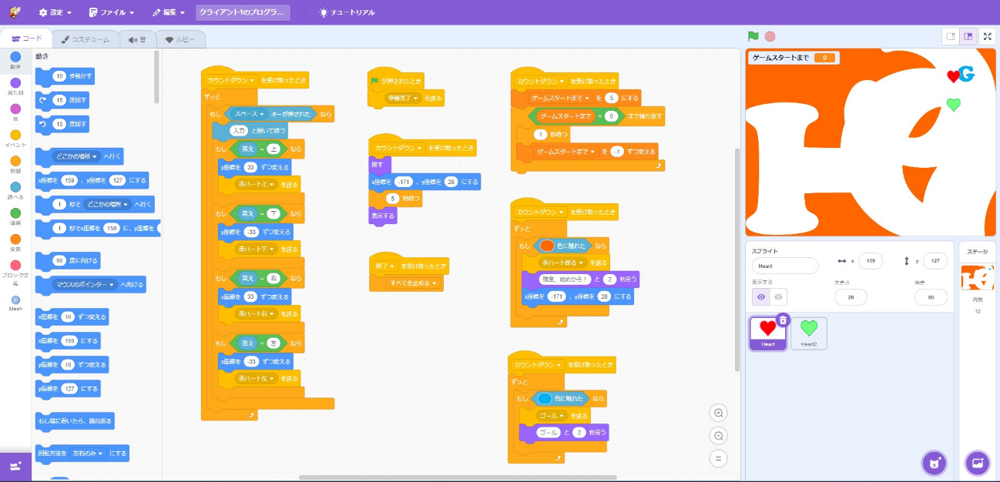 設定
ファイル
編集
クライアント1のプログラ...
チュートリアル
コード
コスチューム
音
ルビー
動き
見た目
音
イベント
制御
調べる
演算
変数
ブロック定
義
Mesh
動き
10 歩動かす
15 度回す
15 度回す
どこかの場所 へ行く
x座標を 159 、y座標を 127 にする
1 秒で どこかの場所 へ行く
1 秒でx座標を 159 に、y座標を
90 度に向ける
マウスのポインター へ向ける
x座標を 10 ずつ変える
x座標を 159 にする
y座標を 10 ずつ変える
y座標を 127 にする
もし端に着いたら、跳ね返る
回転方法を 左右のみ にする
カウントダウン を受け取ったとき
ずっと
もし スペース キーが押された なら
入力 と聞いて待つ
もし 答え = 上 なら
y座標を 33 ずつ変える
赤ハート上 を送る
もし 答え = 下 なら
y座標を -33 ずつ変える
赤ハート下 を送る
もし 答え = 右 なら
x座標を 33 ずつ変える
赤ハート右 を送る
もし 答え = 左 なら
x座標を -33 ずつ変える
赤ハート左 を送る
が押されたとき
準備完了 を送る
カウントダウン を受け取ったとき
隠す
x座標を -171 、y座標を 28 にする
5 秒待つ
表示する
終了 を受け取ったとき
すべてを止める
カウントダウン を受け取ったとき
ゲームスタートまで を 5 にする
ゲームスタートまで = 0 まで繰り返す
1 秒待つ
ゲームスタートまで を -1 ずつ変える
カウントダウン を受け取ったとき
ずっと
もし 色に触れた なら
赤ハート戻る を送る
残念、始めから! と 2 秒言う
x座標を -171 、y座標を 28 にする
カウントダウン を受け取ったとき
ずっと
もし 色に触れた なら
ゴール を送る
ゴール と 2 秒言う
ゲームスタートまで 0
G
スプライト
Heart
x 159
y 127
表示する
大きさ
20
向き
90
Heart
Heart2
ステージ
背景
10